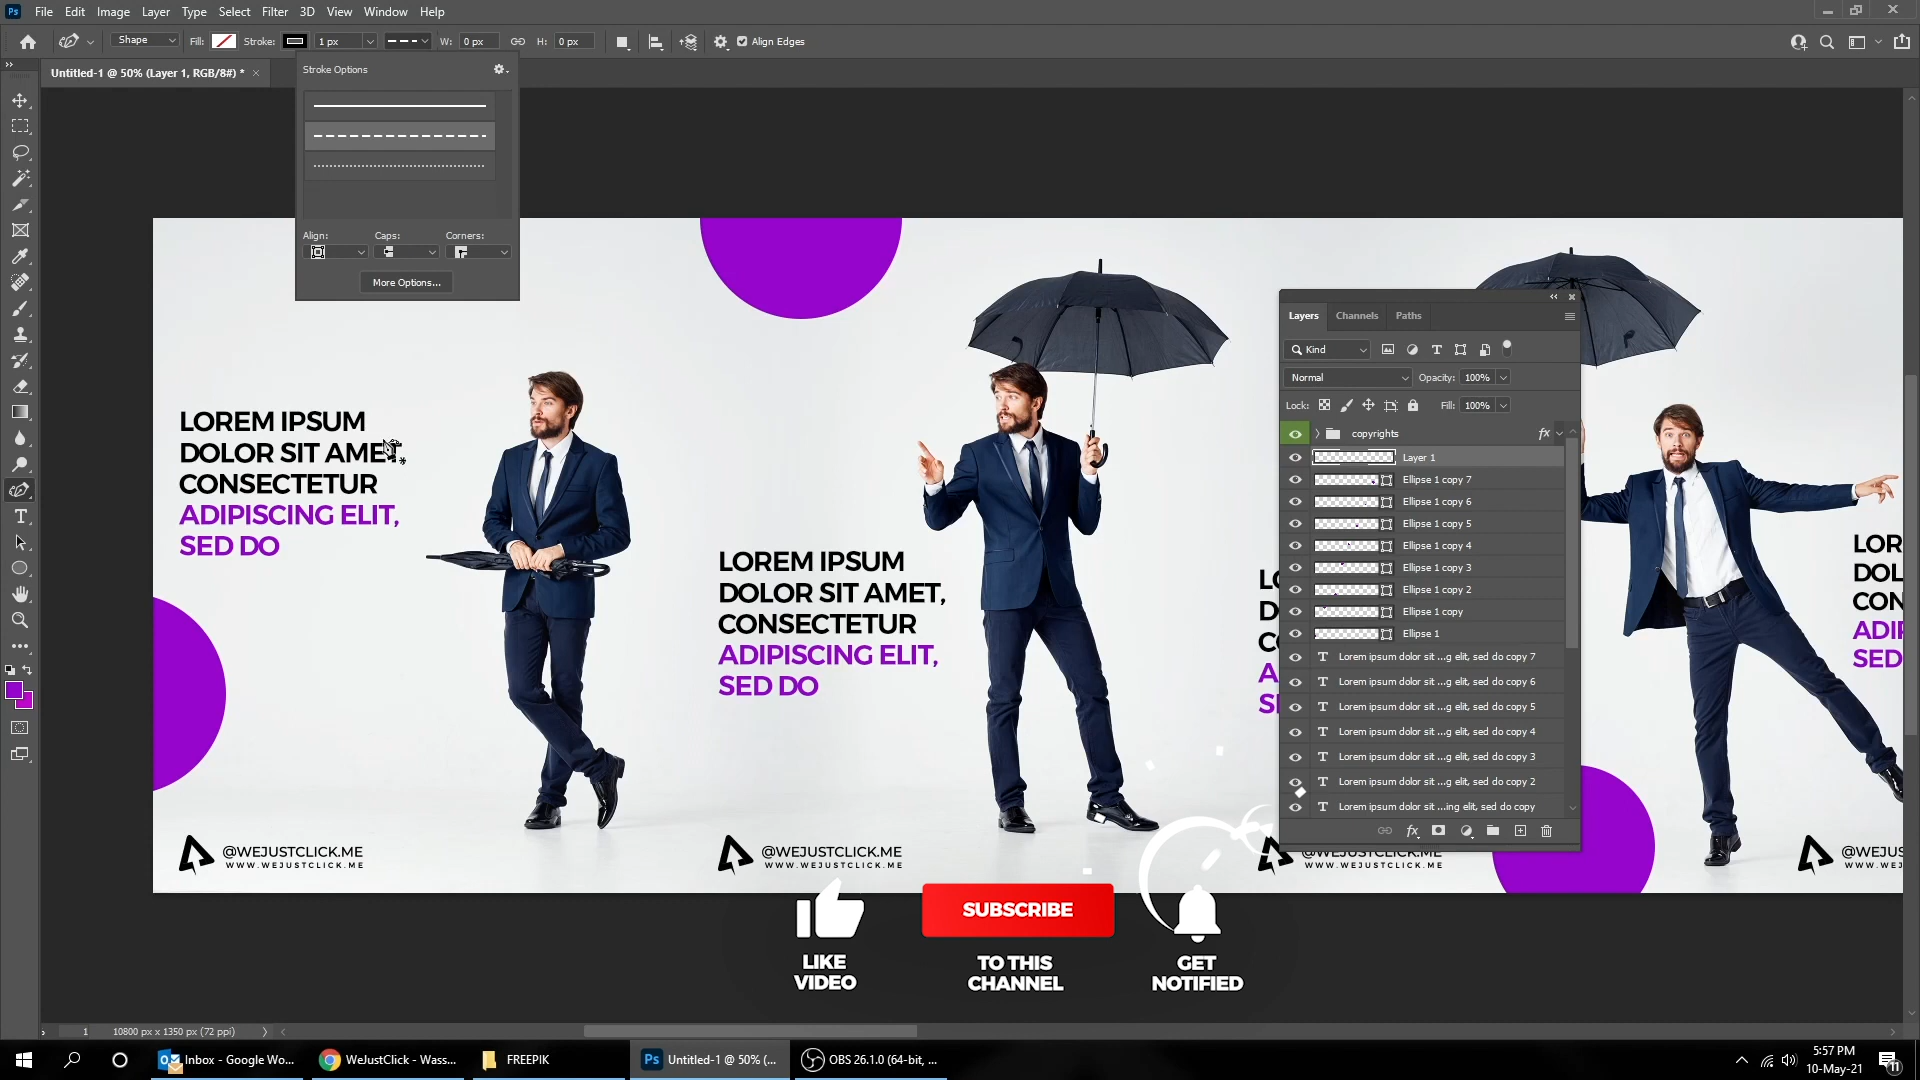 Ps File Edit Image Layer Type Select Filter 3D View Window Help
Shape Fill: Stroke: 1 px W: 0 px H: 0 px Align Edges
Untitled-1 @ 50% (Layer 1, RGB/8#) *
Stroke Options
Align: Caps: Corners:
More Options...
LOREM IPSUM
DOLOR SIT AMET,
CONSECTETUR
ADIPISCING ELIT,
SED DO
LOREM IPSUM
DOLOR SIT AMET,
CONSECTETUR
ADIPISCING ELIT,
SED DO
Layers Channels Paths
Kind
Normal Opacity: 100%
Lock: Fill: 100%
copyrights fx
Layer 1
Ellipse 1 copy 7
Ellipse 1 copy 6
Ellipse 1 copy 5
Ellipse 1 copy 4
Ellipse 1 copy 3
Ellipse 1 copy 2
Ellipse 1 copy
Ellipse 1
T Lorem ipsum dolor sit ...g elit, sed do copy 7
T Lorem ipsum dolor sit ...g elit, sed do copy 6
T Lorem ipsum dolor sit ...g elit, sed do copy 5
T Lorem ipsum dolor sit ...g elit, sed do copy 4
T Lorem ipsum dolor sit ...g elit, sed do copy 3
T Lorem ipsum dolor sit ...g elit, sed do copy 2
T Lorem ipsum dolor sit ...ing elit, sed do copy
fx
LOR
DOL
CON
ADIF
SED
@WEJUSTCLICK.ME
WWW.WEJUSTCLICK.ME
@WEJUSTCLICK.ME
WWW.WEJUSTCLICK.ME
WWW.WEJUSTCLICK.ME
@WEJUS
WWW.WE
SUBSCRIBE
LIKE
VIDEO
TO THIS
CHANNEL
GET
NOTIFIED
1 10800 px x 1350 px (72 ppi)
Inbox - Google Wo...
WeJustClick - Wass...
FREEPIK
Ps Untitled-1 @ 50% (...
OBS 26.1.0 (64-bit, ...
5:57 PM
10-May-21
11